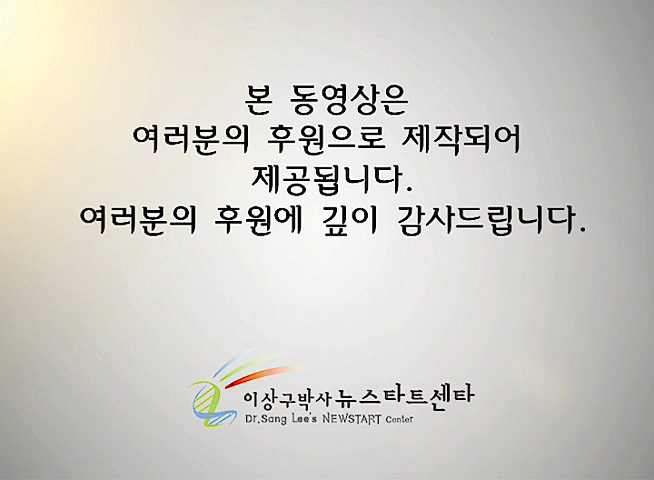 본 동영상은
여러분의 후원으로 제작되어
제공됩니다.
여러분의 후원에 깊이 감사드립니다.
이상구박사 뉴스타트센타
Dr.Sang Lee's NEWSTART Center